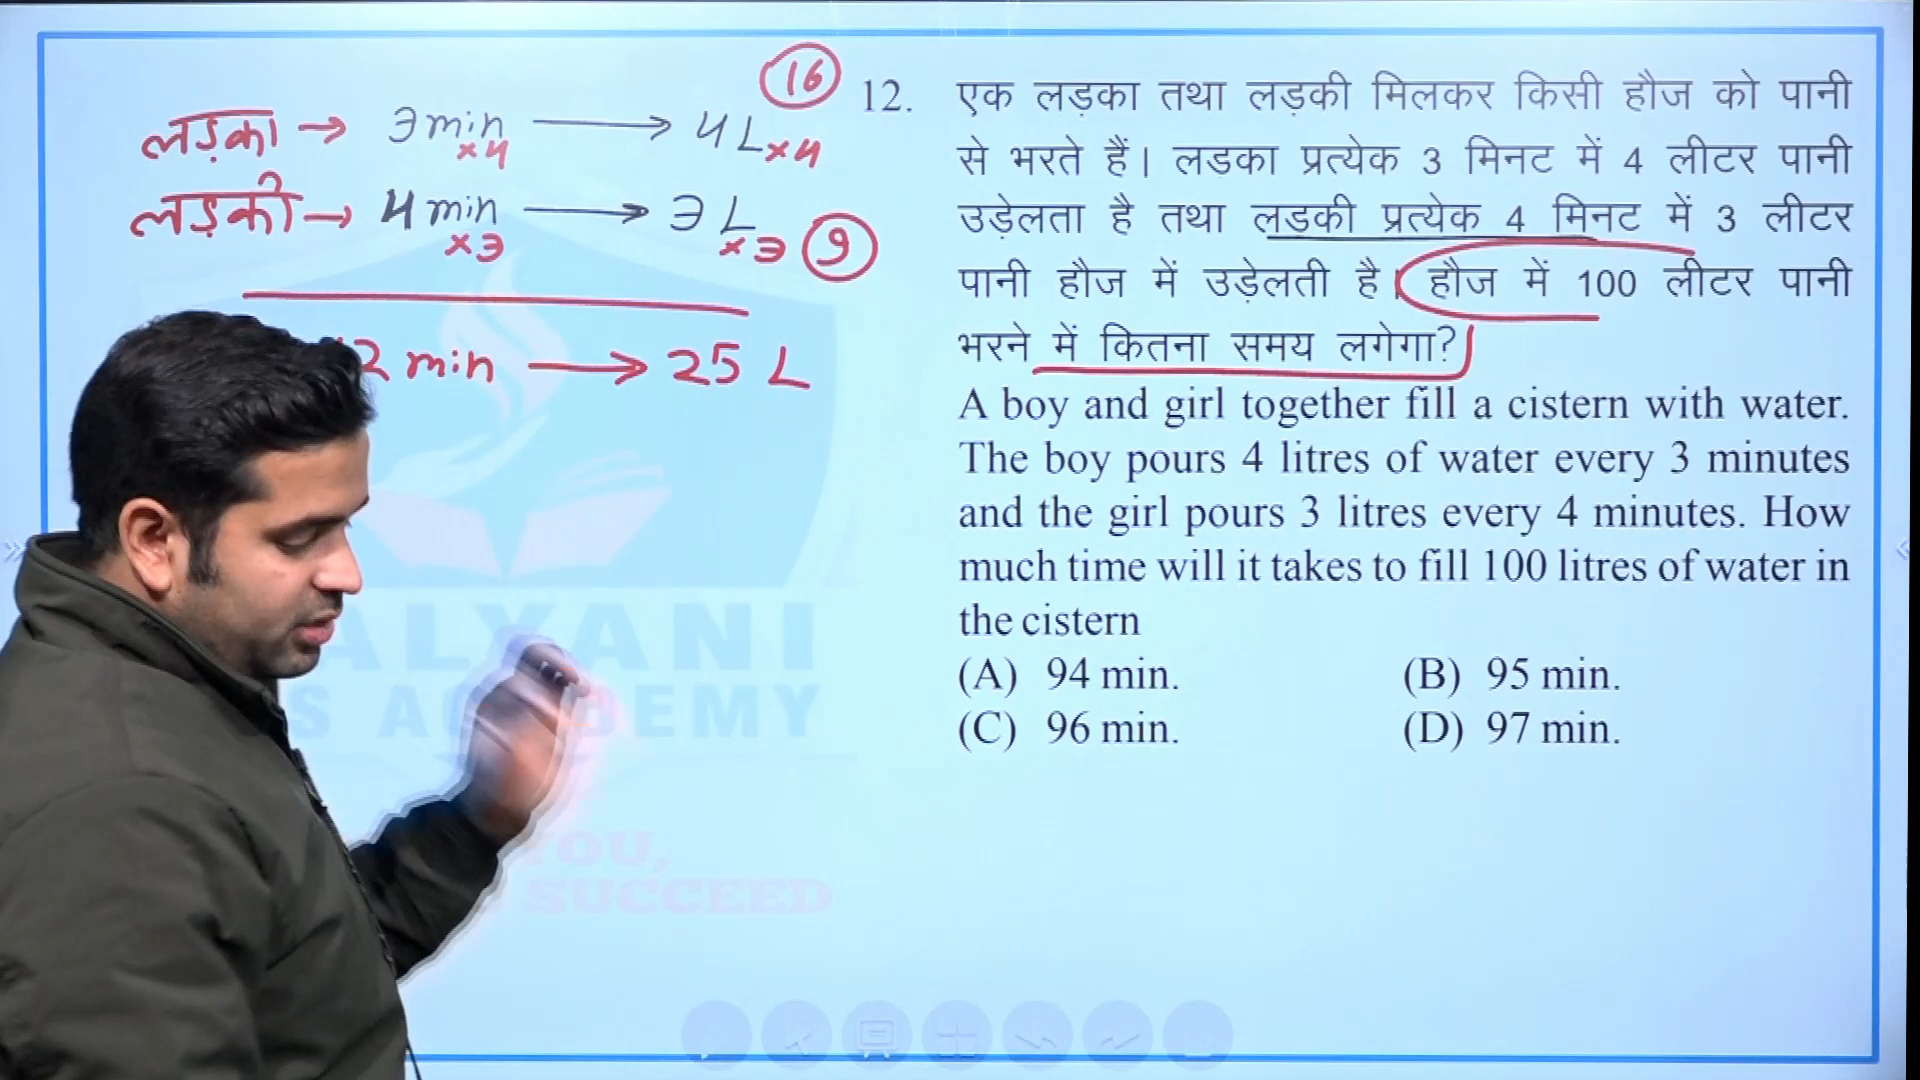 लड़का → 3 min ×4 → 4 L ×4 16
लड़की → 4 min ×3 → 3 L ×3 9
2 min → 25 L
12. एक लड़का तथा लड़की मिलकर किसी हौज को पानी
से भरते हैं। लडका प्रत्येक 3 मिनट में 4 लीटर पानी
उड़ेलता है तथा लडकी प्रत्येक 4 मिनट में 3 लीटर
पानी हौज में उड़ेलती है। हौज में 100 लीटर पानी
भरने में कितना समय लगेगा?
A boy and girl together fill a cistern with water.
The boy pours 4 litres of water every 3 minutes
and the girl pours 3 litres every 4 minutes. How
much time will it takes to fill 100 litres of water in
the cistern
(A) 94 min. (B) 95 min.
(C) 96 min. (D) 97 min.
ALYANI
S ACADEMY
YOU,
SUCCEED